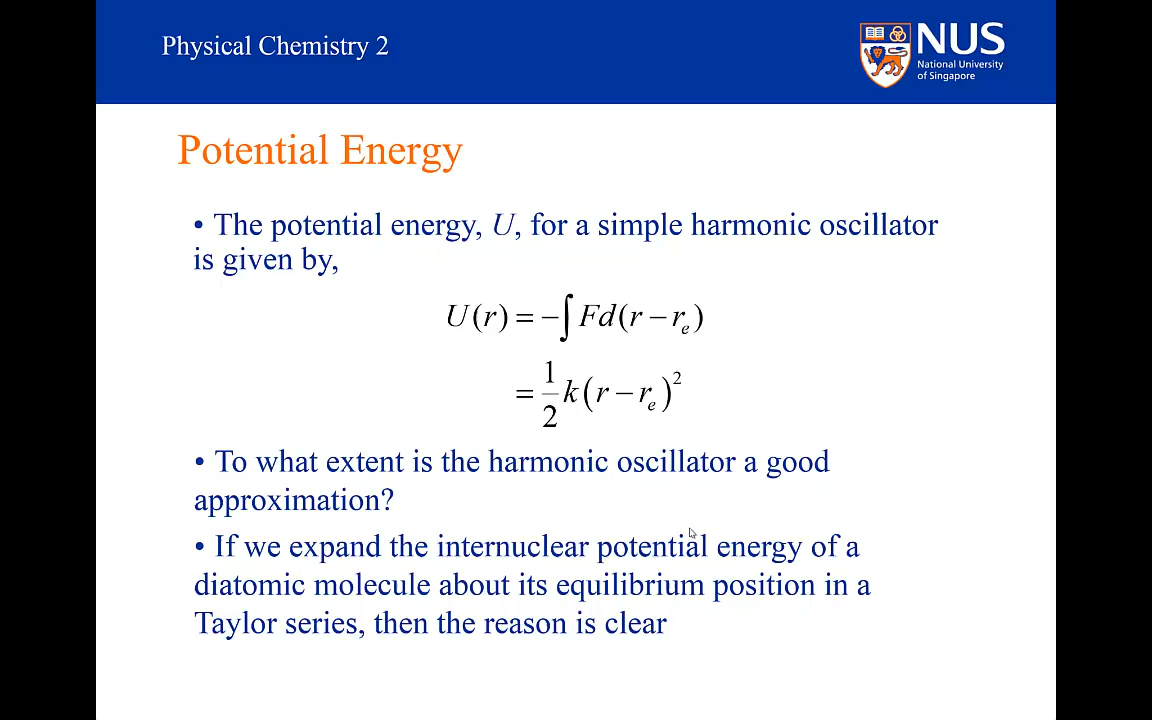 Physical Chemistry 2
NUS
National University
of Singapore
Potential Energy
• The potential energy, U, for a simple harmonic oscillator
is given by,
U(r) = −∫ Fd(r − rₑ)
= 1/2 k(r − rₑ)²
• To what extent is the harmonic oscillator a good
approximation?
• If we expand the internuclear potential energy of a
diatomic molecule about its equilibrium position in a
Taylor series, then the reason is clear